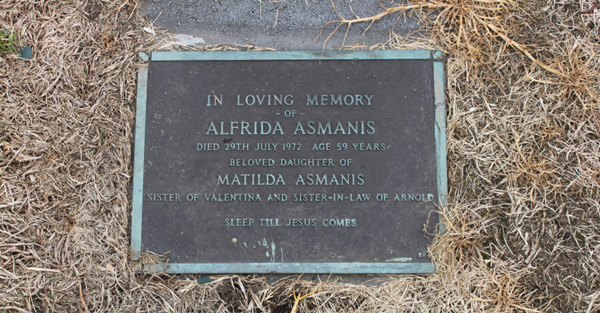 IN LOVING MEMORY
- OF -
ALFRIDA ASMANIS
DIED 29TH JULY 1972 AGE 59 YEARS
BELOVED DAUGHTER OF
MATILDA ASMANIS
SISTER OF VALENTINA AND SISTER-IN-LAW OF ARNOLD
SLEEP TILL JESUS COMES